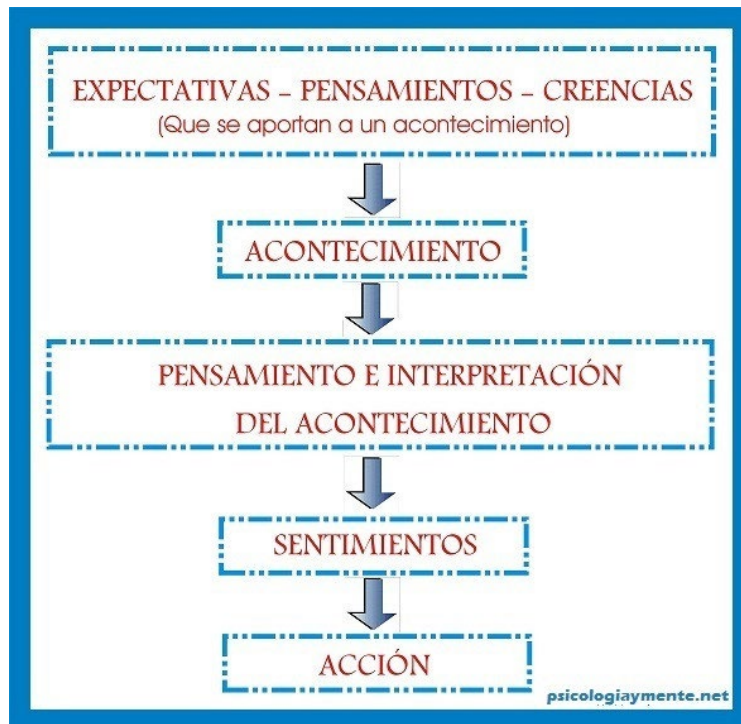 EXPECTATIVAS – PENSAMIENTOS – CREENCIAS
(Que se aportan a un acontecimiento)
ACONTECIMIENTO
PENSAMIENTO E INTERPRETACIÓN
DEL ACONTECIMIENTO
SENTIMIENTOS
ACCIÓN
psicologiaymente.net